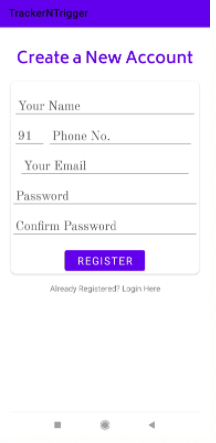 TrackerNTrigger
Create a New Account
Your Name
91 Phone No.
Your Email
Password
Confirm Password
REGISTER
Already Registered? Login Here